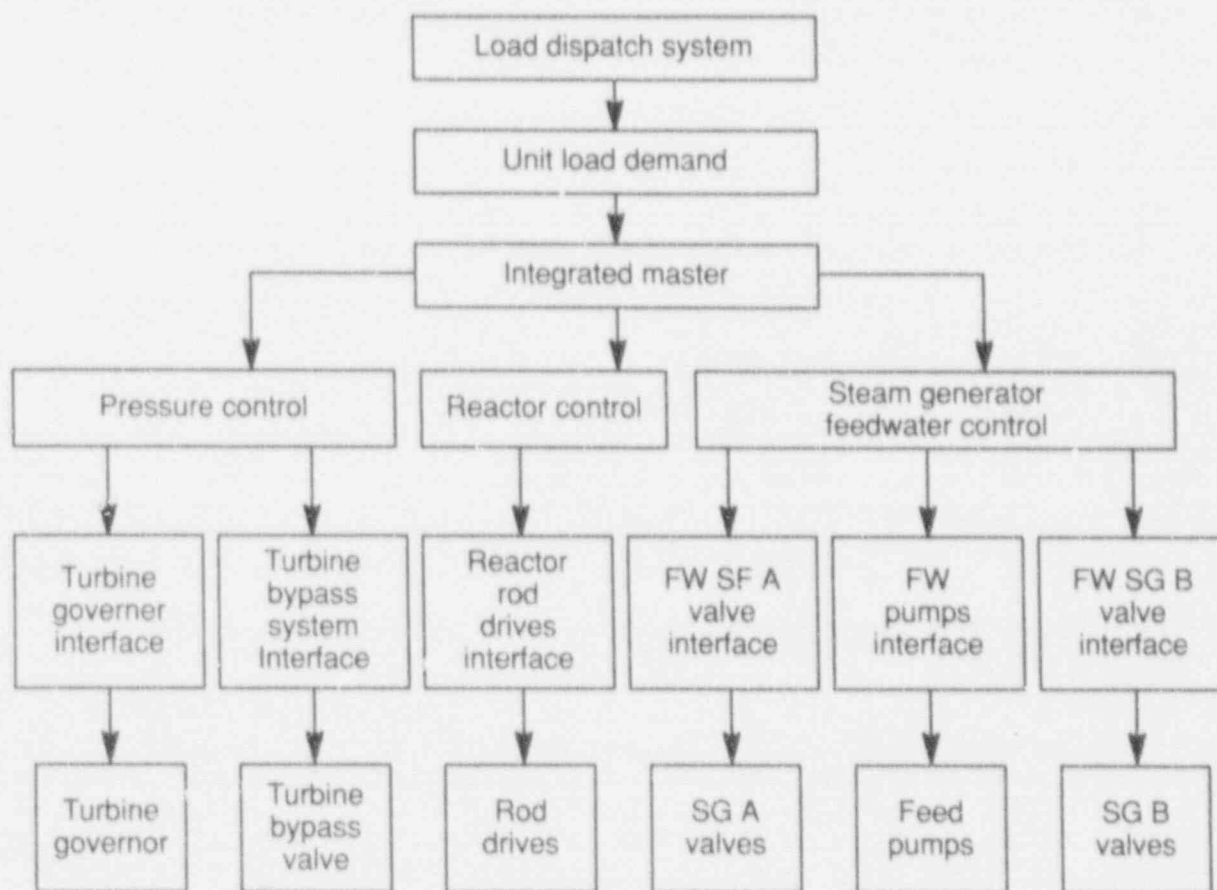 Load dispatch system
Unit load demand
Integrated master
Pressure control
Reactor control
Steam generator
feedwater control
Turbine
governer
interface
Turbine
bypass
system
Interface
Reactor
rod
drives
interface
FW SF A
valve
interface
FW
pumps
interface
FW SG B
valve
interface
Turbine
governor
Turbine
bypass
valve
Rod
drives
SG A
valves
Feed
pumps
SG B
valves